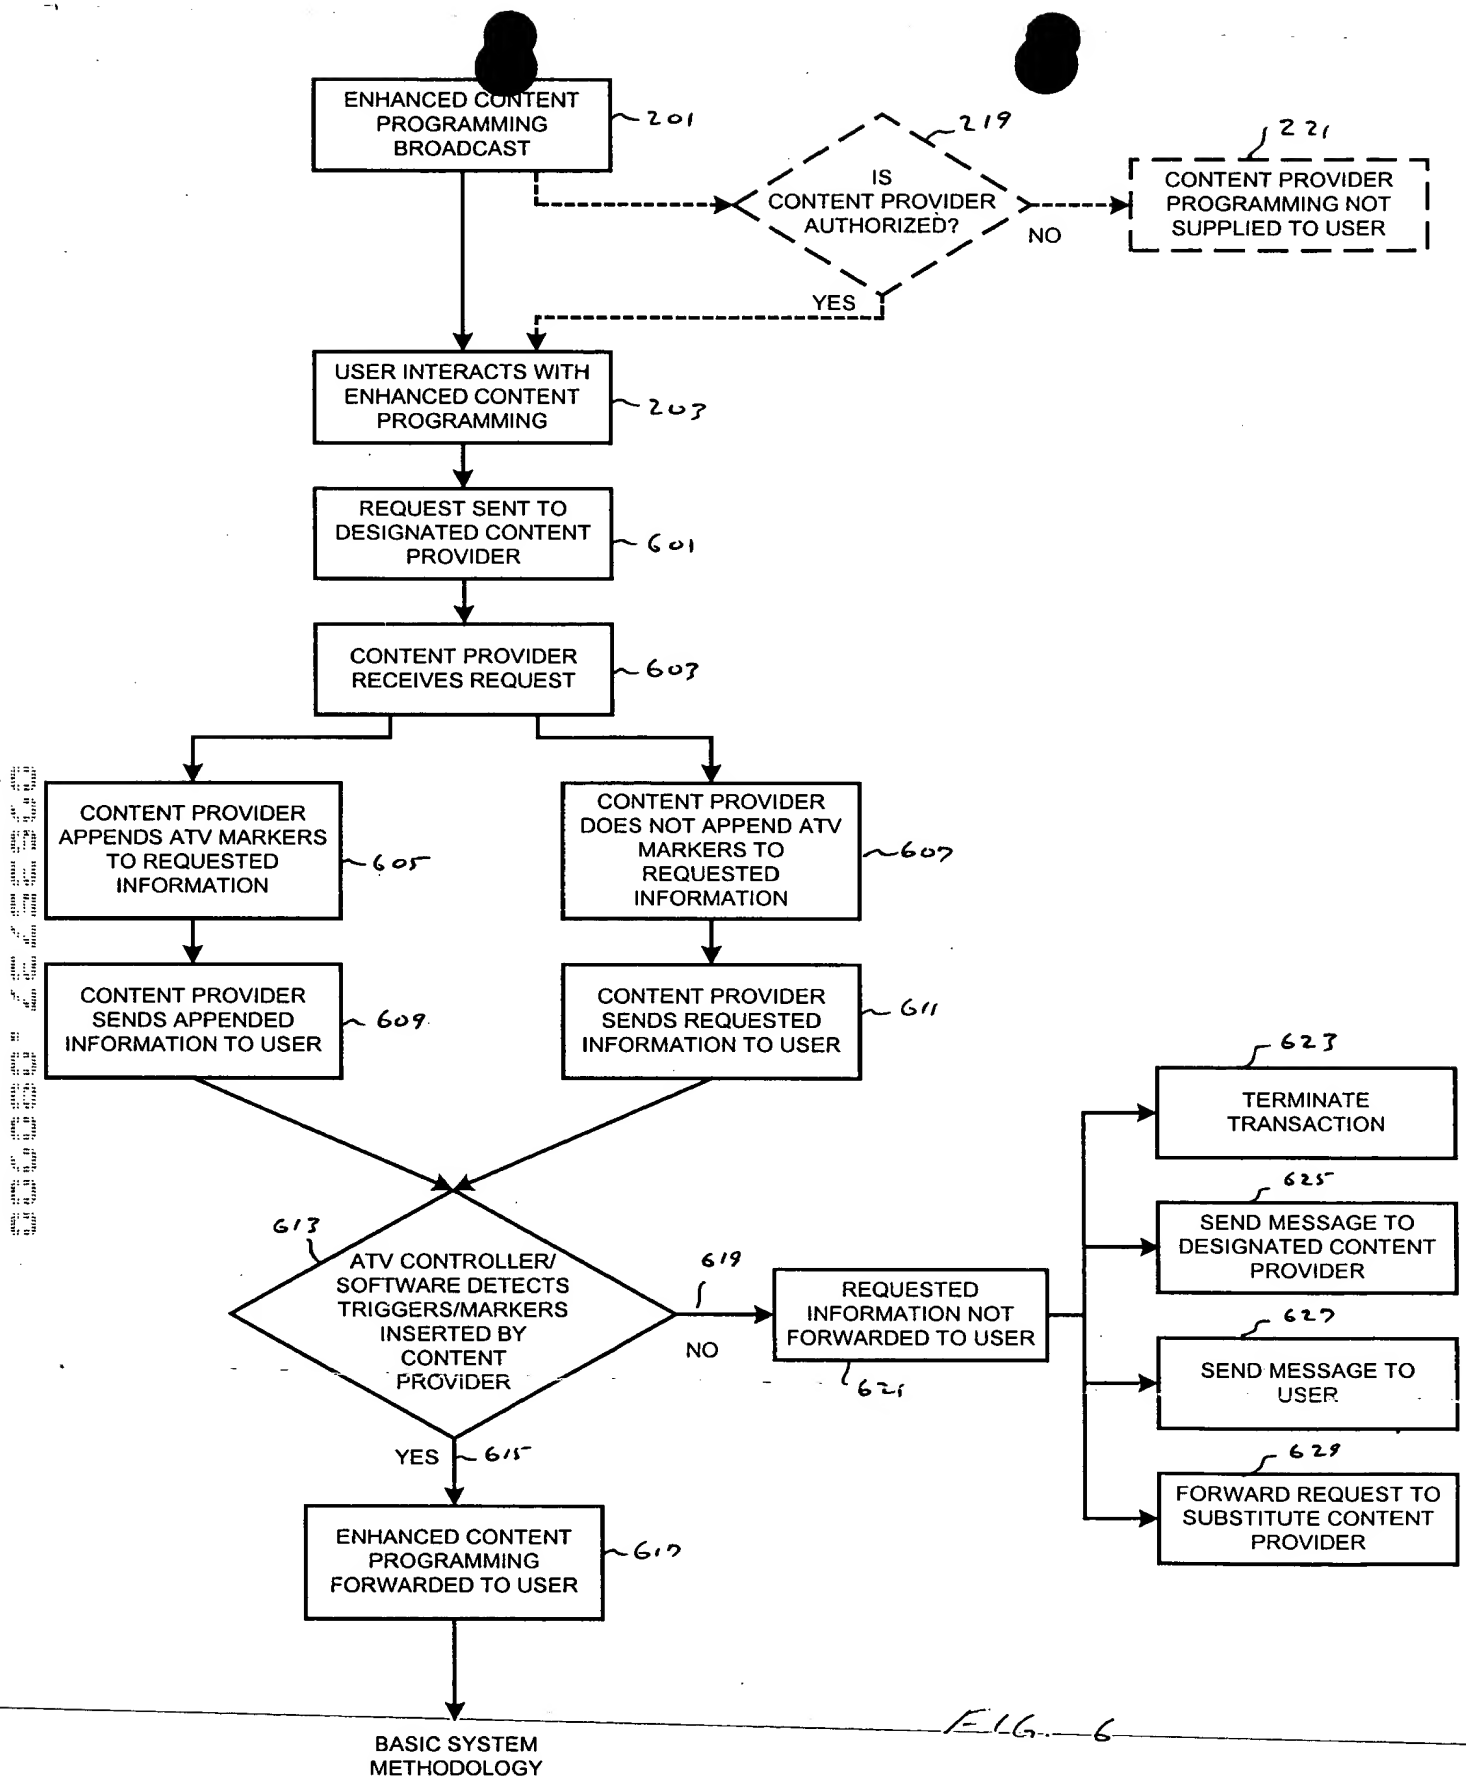 ENHANCED CONTENT
PROGRAMMING
BROADCAST
201
219
221
IS
CONTENT PROVIDER
AUTHORIZED?
NO
YES
CONTENT PROVIDER
PROGRAMMING NOT
SUPPLIED TO USER
USER INTERACTS WITH
ENHANCED CONTENT
PROGRAMMING
203
REQUEST SENT TO
DESIGNATED CONTENT
PROVIDER
601
CONTENT PROVIDER
RECEIVES REQUEST
603
CONTENT PROVIDER
APPENDS ATV MARKERS
TO REQUESTED
INFORMATION
605
CONTENT PROVIDER
DOES NOT APPEND ATV
MARKERS TO
REQUESTED
INFORMATION
607
CONTENT PROVIDER
SENDS APPENDED
INFORMATION TO USER
609
CONTENT PROVIDER
SENDS REQUESTED
INFORMATION TO USER
611
613
ATV CONTROLLER/
SOFTWARE DETECTS
TRIGGERS/MARKERS
INSERTED BY
CONTENT
PROVIDER
619
NO
REQUESTED
INFORMATION NOT
FORWARDED TO USER
621
623
TERMINATE
TRANSACTION
625
SEND MESSAGE TO
DESIGNATED CONTENT
PROVIDER
627
SEND MESSAGE TO
USER
629
FORWARD REQUEST TO
SUBSTITUTE CONTENT
PROVIDER
YES
615
ENHANCED CONTENT
PROGRAMMING
FORWARDED TO USER
617
BASIC SYSTEM
METHODOLOGY
FIG. 6